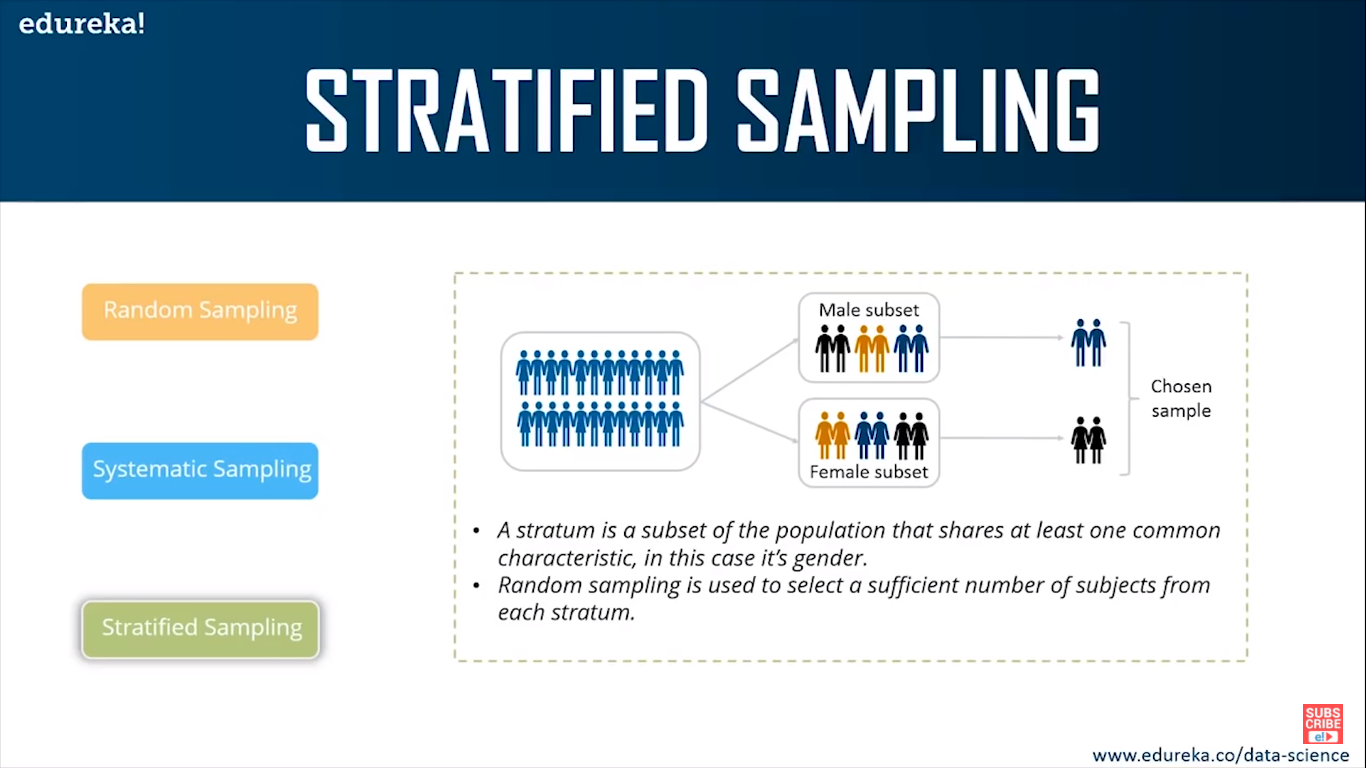 edureka!
STRATIFIED SAMPLING
Random Sampling
Systematic Sampling
Stratified Sampling
Male subset
Female subset
Chosen
sample
• A stratum is a subset of the population that shares at least one common
characteristic, in this case it’s gender.
• Random sampling is used to select a sufficient number of subjects from
each stratum.
SUBS
CRIBE
e!
www.edureka.co/data-science